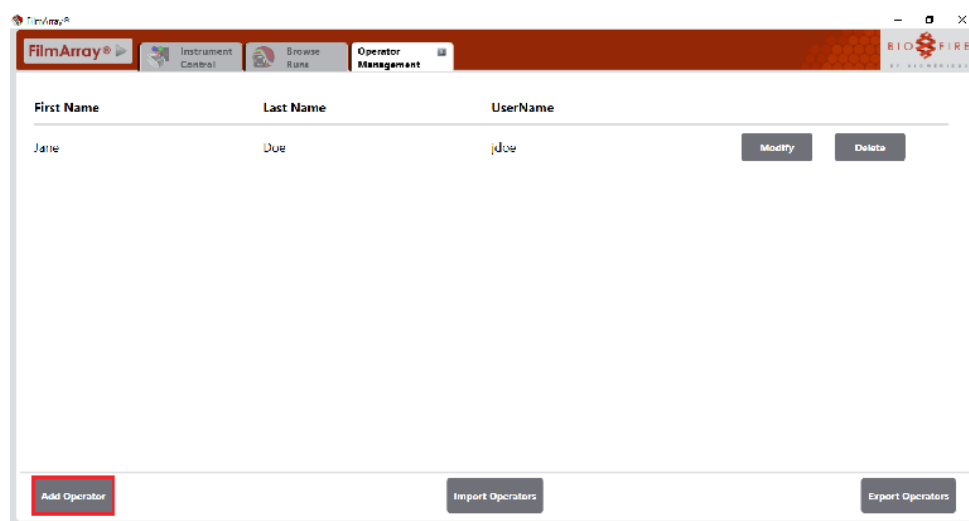 FilmArray®
FilmArray®
Instrument Control
Browse Runs
Operator Management
BIO FIRE
First Name Last Name UserName
Jane Doe jdoe Modify Delete
Add Operator Import Operators Export Operators